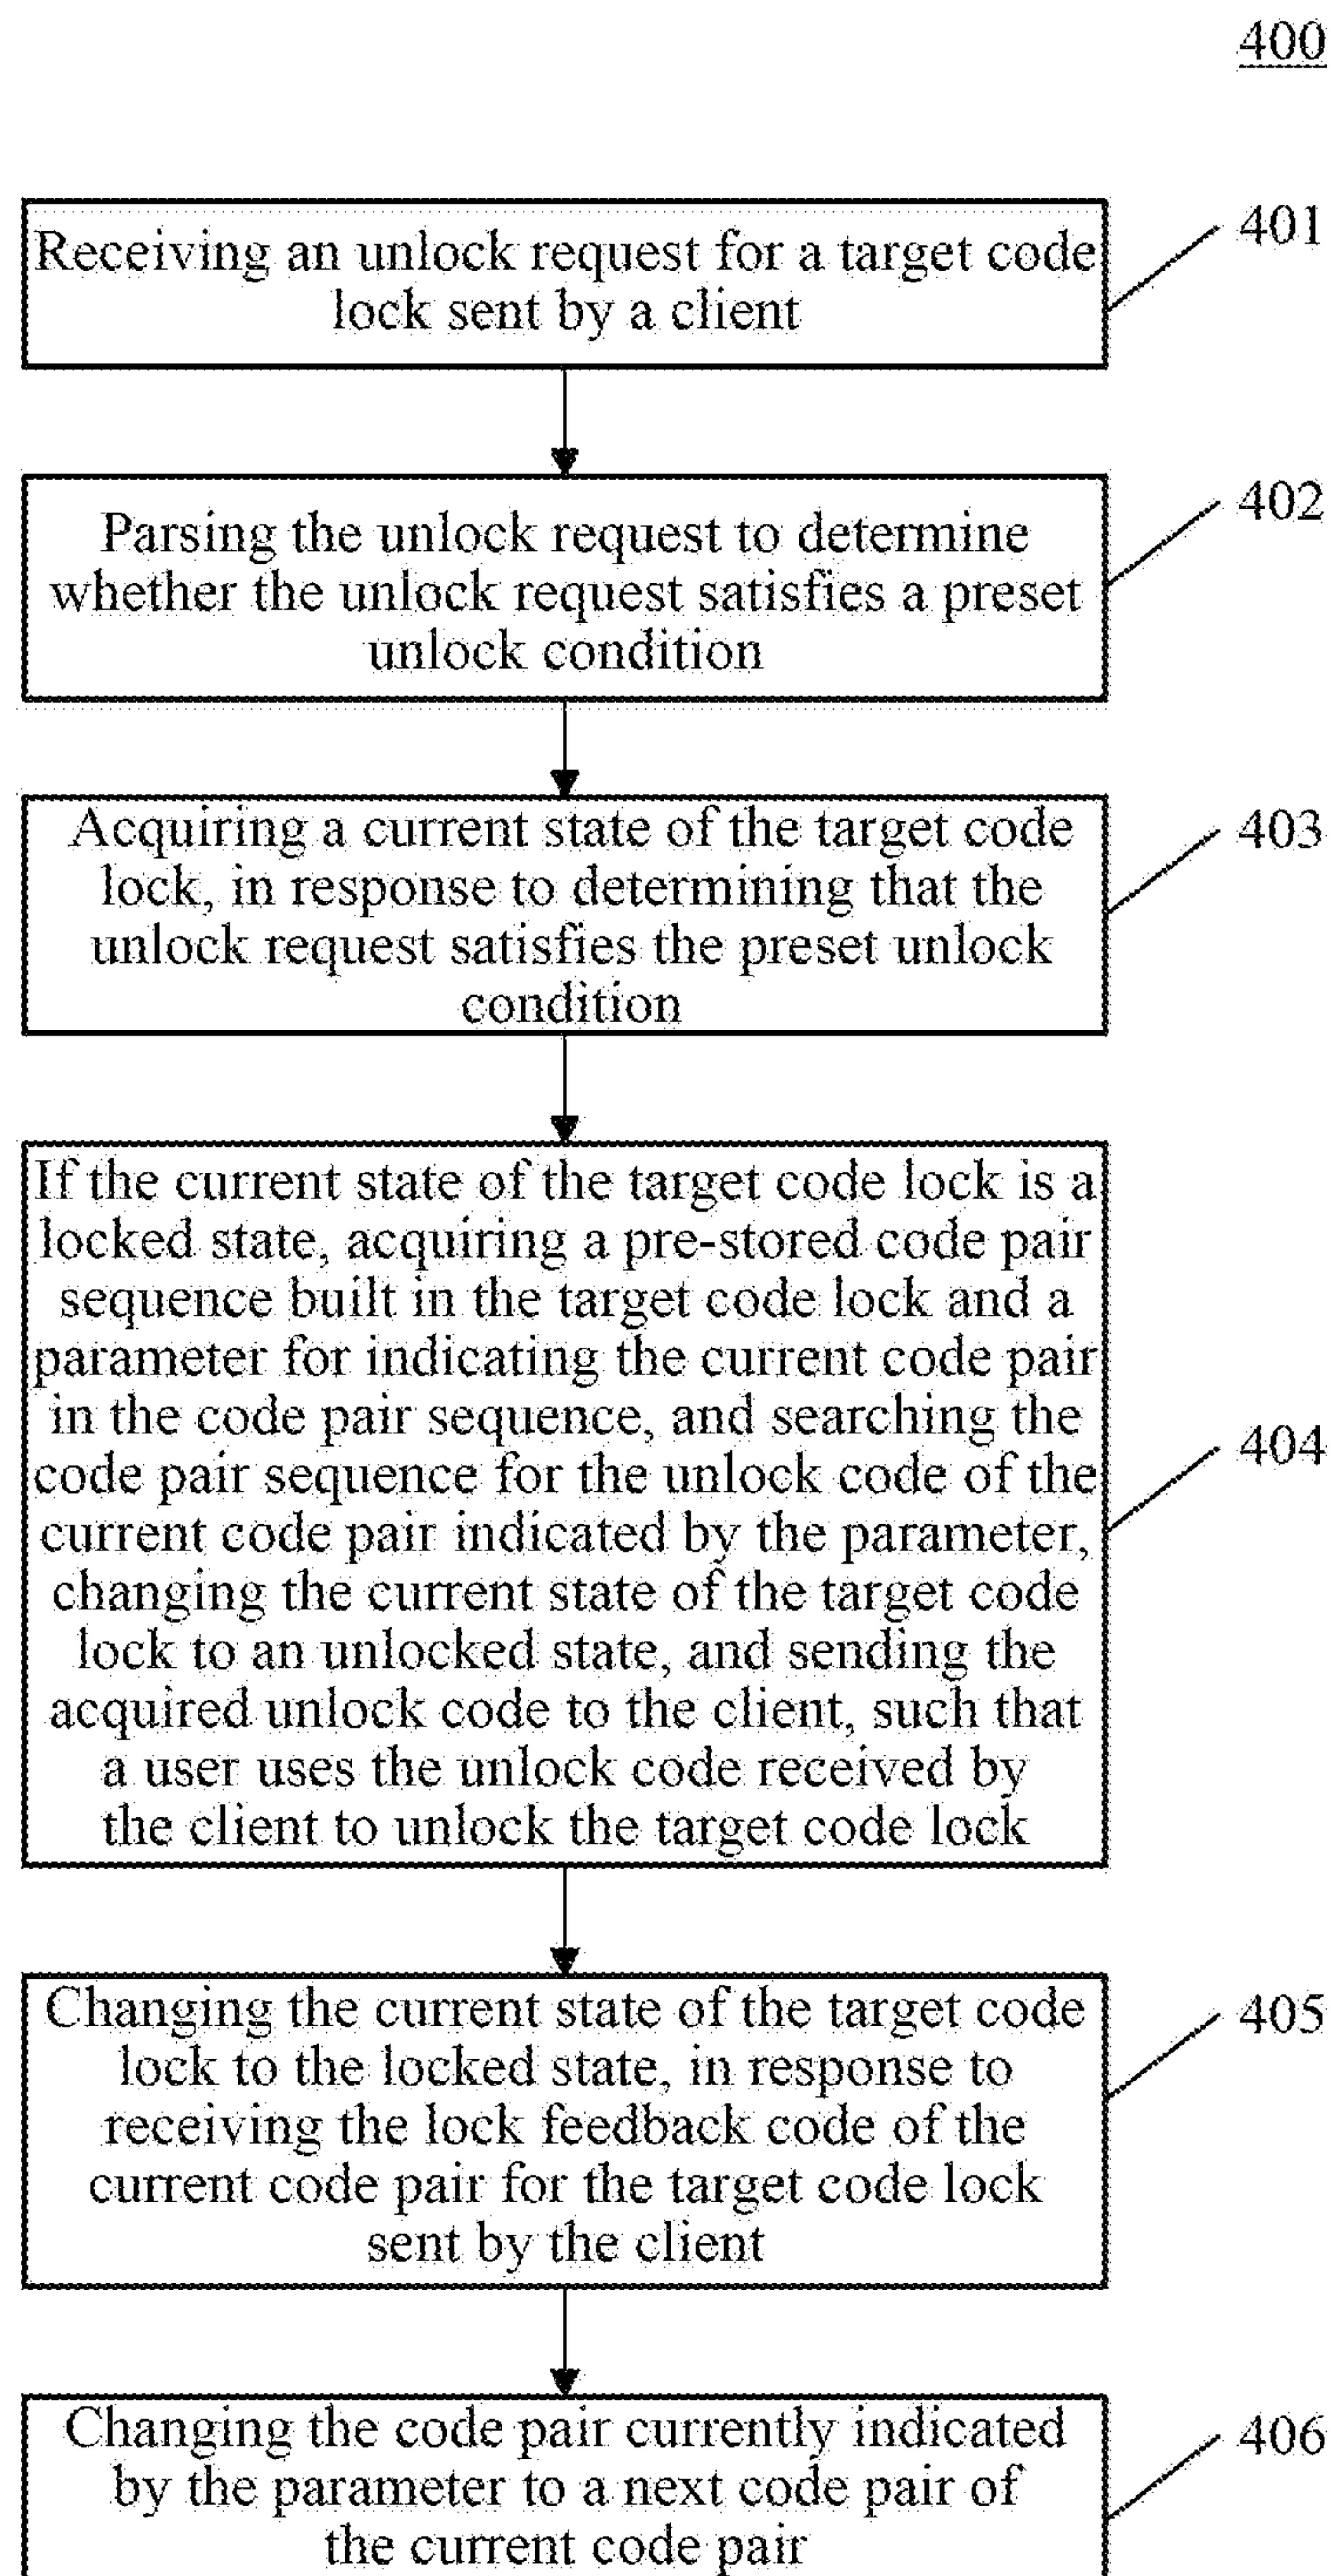 400
Receiving an unlock request for a target code
lock sent by a client
401
Parsing the unlock request to determine
whether the unlock request satisfies a preset
unlock condition
402
Acquiring a current state of the target code
lock, in response to determining that the
unlock request satisfies the preset unlock
condition
403
If the current state of the target code lock is a
locked state, acquiring a pre-stored code pair
sequence built in the target code lock and a
parameter for indicating the current code pair
in the code pair sequence, and searching the
code pair sequence for the unlock code of the
current code pair indicated by the parameter,
changing the current state of the target code
lock to an unlocked state, and sending the
acquired unlock code to the client, such that
a user uses the unlock code received by
the client to unlock the target code lock
404
Changing the current state of the target code
lock to the locked state, in response to
receiving the lock feedback code of the
current code pair for the target code lock
sent by the client
405
Changing the code pair currently indicated
by the parameter to a next code pair of
the current code pair
406